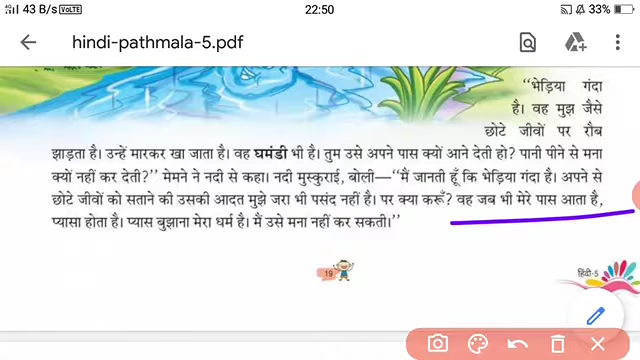 43 B/s VoLTE 22:50 33%
hindi-pathmala-5.pdf
“भेड़िया गंदा
है। वह मुझ जैसे
छोटे जीवों पर रौब
झाड़ता है। उन्हें मारकर खा जाता है। वह घमंडी भी है। तुम उसे अपने पास क्यों आने देती हो? पानी पीने से मना
क्यों नहीं कर देती?” मेमने ने नदी से कहा। नदी मुस्कुराई, बोली—“मैं जानती हूँ कि भेड़िया गंदा है। अपने से
छोटे जीवों को सताने की उसकी आदत मुझे जरा भी पसंद नहीं है। पर क्या करूँ? वह जब भी मेरे पास आता है,
प्यासा होता है। प्यास बुझाना मेरा धर्म है। मैं उसे मना नहीं कर सकती।”
19
हिंदी-5